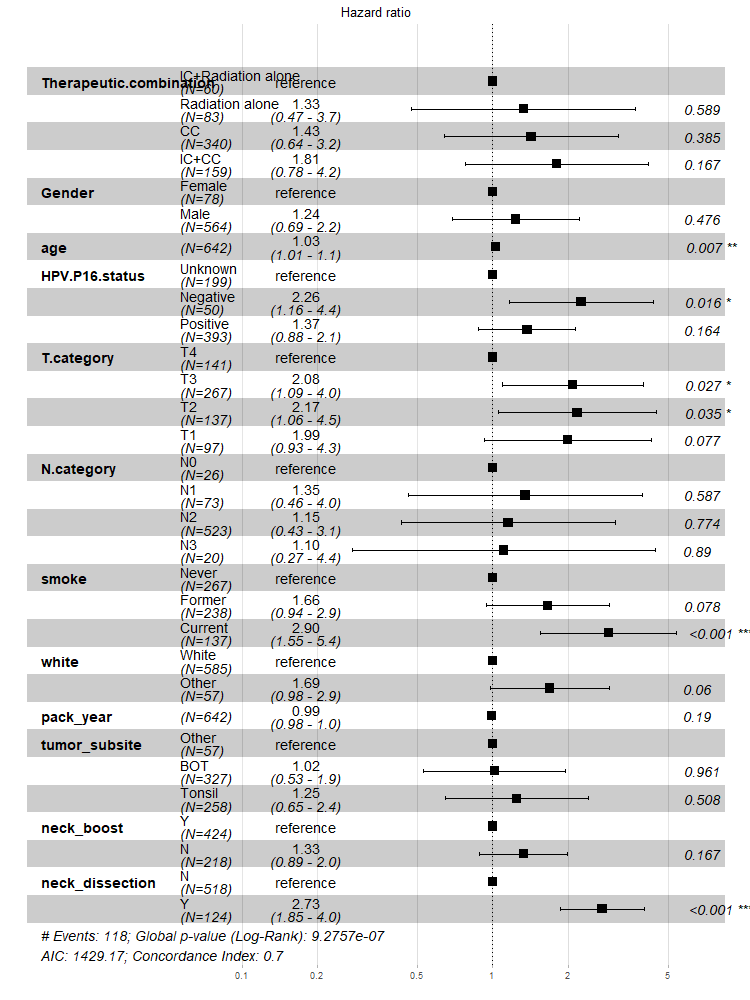 Hazard ratio
Therapeutic.combination IC+Radiation alone (N=60) reference
Radiation alone (N=83) 1.33 (0.47 - 3.7) 0.589
CC (N=340) 1.43 (0.64 - 3.2) 0.385
IC+CC (N=159) 1.81 (0.78 - 4.2) 0.167
Gender Female (N=78) reference
Male (N=564) 1.24 (0.69 - 2.2) 0.476
age (N=642) 1.03 (1.01 - 1.1) 0.007 **
HPV.P16.status Unknown (N=199) reference
Negative (N=50) 2.26 (1.16 - 4.4) 0.016 *
Positive (N=393) 1.37 (0.88 - 2.1) 0.164
T.category T4 (N=141) reference
T3 (N=267) 2.08 (1.09 - 4.0) 0.027 *
T2 (N=137) 2.17 (1.06 - 4.5) 0.035 *
T1 (N=97) 1.99 (0.93 - 4.3) 0.077
N.category N0 (N=26) reference
N1 (N=73) 1.35 (0.46 - 4.0) 0.587
N2 (N=523) 1.15 (0.43 - 3.1) 0.774
N3 (N=20) 1.10 (0.27 - 4.4) 0.89
smoke Never (N=267) reference
Former (N=238) 1.66 (0.94 - 2.9) 0.078
Current (N=137) 2.90 (1.55 - 5.4) <0.001 ***
white White (N=585) reference
Other (N=57) 1.69 (0.98 - 2.9) 0.06
pack_year (N=642) 0.99 (0.98 - 1.0) 0.19
tumor_subsite Other (N=57) reference
BOT (N=327) 1.02 (0.53 - 1.9) 0.961
Tonsil (N=258) 1.25 (0.65 - 2.4) 0.508
neck_boost Y (N=424) reference
N (N=218) 1.33 (0.89 - 2.0) 0.167
neck_dissection N (N=518) reference
Y (N=124) 2.73 (1.85 - 4.0) <0.001 ***
# Events: 118; Global p-value (Log-Rank): 9.2757e-07
AIC: 1429.17; Concordance Index: 0.7
0.1 0.2 0.5 1 2 5